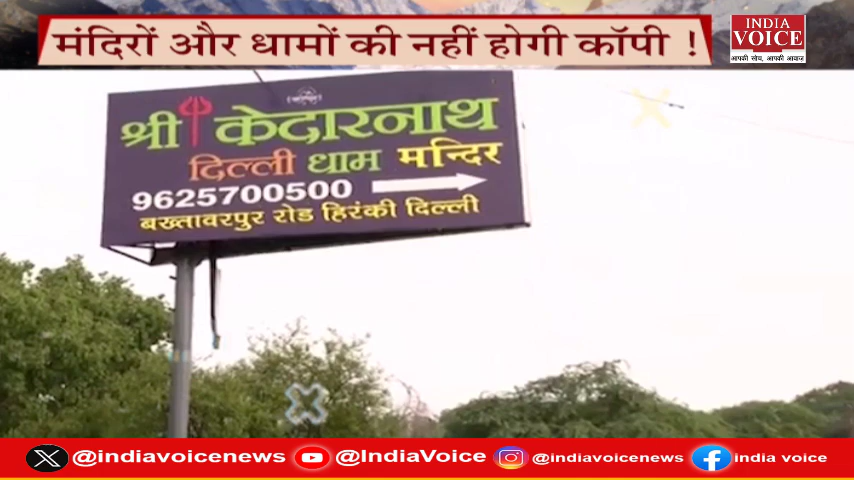 मंदिरों और धामों की नहीं होगी कॉपी !
INDIA
VOICE
आपकी सोच, आपकी आवाज
श्री केदारनाथ
दिल्ली धाम मन्दिर
9625700500
बख्तावरपुर रोड हिरंकी दिल्ली
@indiavoicenews @IndiaVoice @indiavoicenews india voice